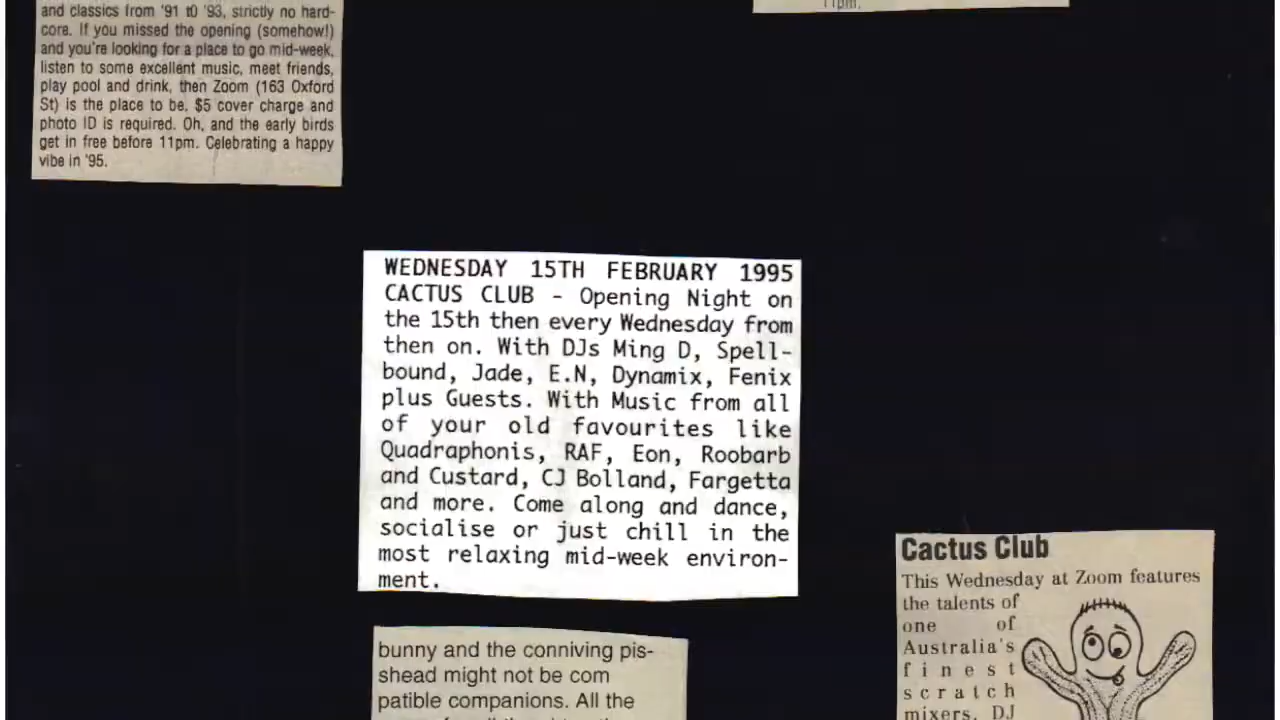 and classics from '91 t0 '93, strictly no hard-
core. If you missed the opening (somehow!)
and you're looking for a place to go mid-week,
listen to some excellent music, meet friends,
play pool and drink, then Zoom (163 Oxford
St) is the place to be. $5 cover charge and
photo ID is required. Oh, and the early birds
get in free before 11pm. Celebrating a happy
vibe in '95.
11pm.
WEDNESDAY 15TH FEBRUARY 1995
CACTUS CLUB - Opening Night on
the 15th then every Wednesday from
then on. With DJs Ming D, Spell-
bound, Jade, E.N, Dynamix, Fenix
plus Guests. With Music from all
of your old favourites like
Quadraphonis, RAF, Eon, Roobarb
and Custard, CJ Bolland, Fargetta
and more. Come along and dance,
socialise or just chill in the
most relaxing mid-week environ-
ment.
bunny and the conniving pis-
shead might not be com
patible companions. All the
Cactus Club
This Wednesday at Zoom features
the talents of
one of
Australia's
finest
scratch
mixers, DJ